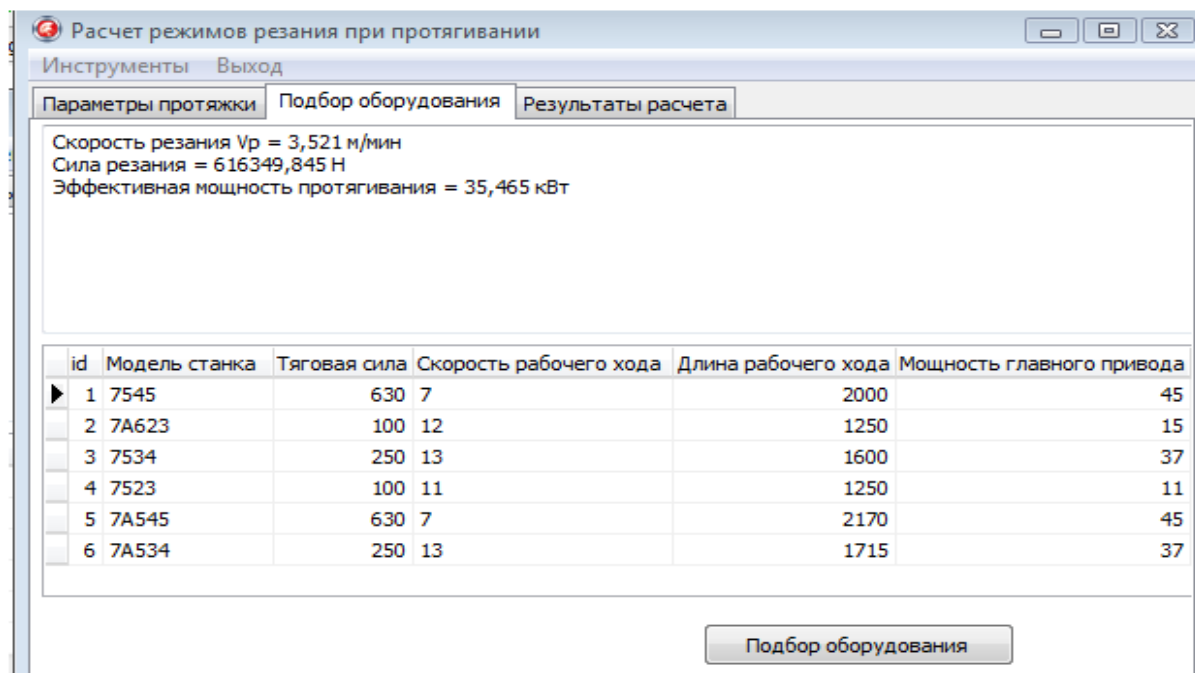 Расчет режимов резания при протягивании
Инструменты Выход
Параметры протяжки Подбор оборудования Результаты расчета
Скорость резания Vp = 3,521 м/мин
Сила резания = 616349,845 Н
Эффективная мощность протягивания = 35,465 кВт
id Модель станка Тяговая сила Скорость рабочего хода Длина рабочего хода Мощность главного привода
1 7545 630 7 2000 45
2 7А623 100 12 1250 15
3 7534 250 13 1600 37
4 7523 100 11 1250 11
5 7А545 630 7 2170 45
6 7А534 250 13 1715 37
Подбор оборудования